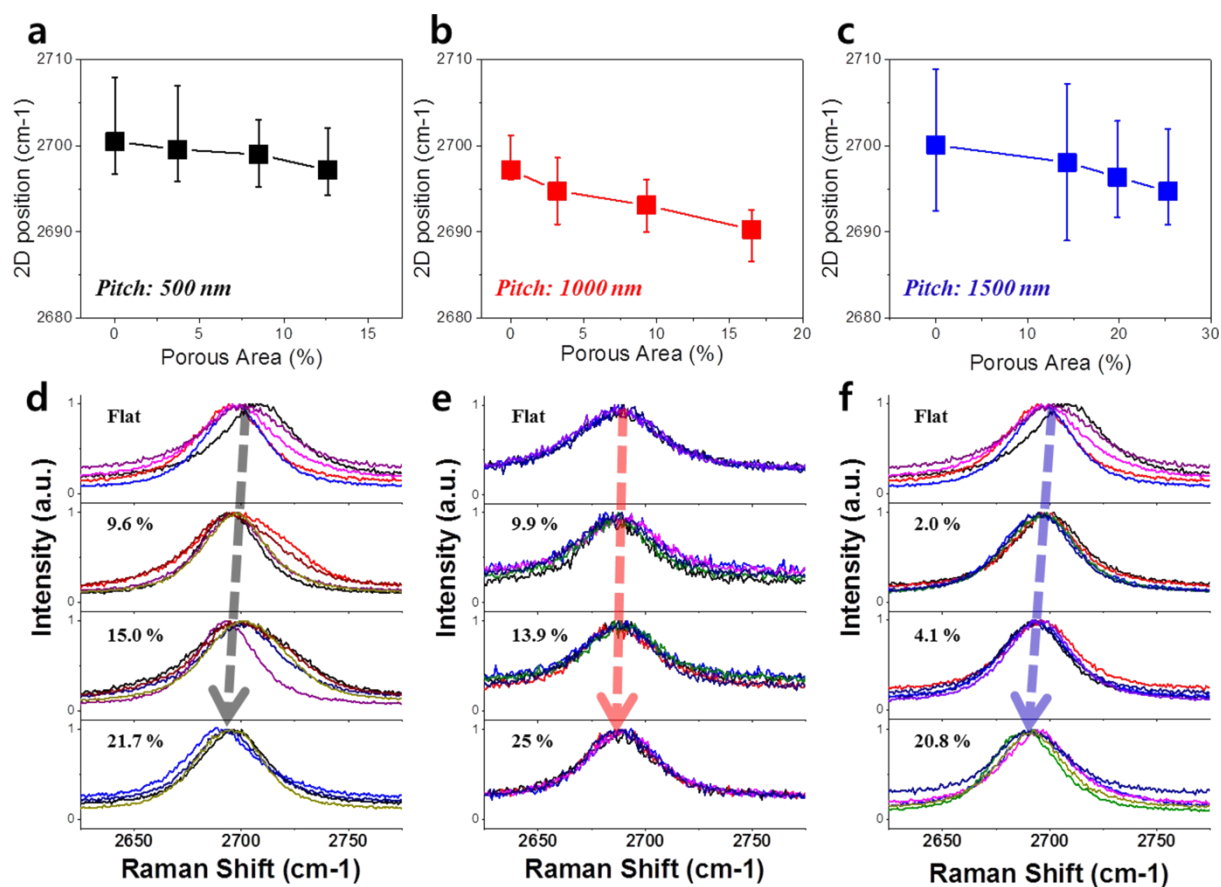 a
b
c
2710
2700
2690
2680
2D position (cm-1)
Pitch: 500 nm
0
5
10
15
Porous Area (%)
2710
2700
2690
2680
2D position (cm-1)
Pitch: 1000 nm
0
5
10
15
20
Porous Area (%)
2710
2700
2690
2680
2D position (cm-1)
Pitch: 1500 nm
0
10
20
30
Porous Area (%)
d
e
f
Intensity (a.u.)
1
0
Flat
1
0
9.6 %
1
0
15.0 %
1
0
21.7 %
2650
2700
2750
Raman Shift (cm-1)
Intensity (a.u.)
1
0
Flat
1
0
9.9 %
1
0
13.9 %
1
0
25 %
2650
2700
2750
Raman Shift (cm-1)
Intensity (a.u.)
1
0
Flat
1
0
2.0 %
1
0
4.1 %
1
0
20.8 %
2650
2700
2750
Raman Shift (cm-1)